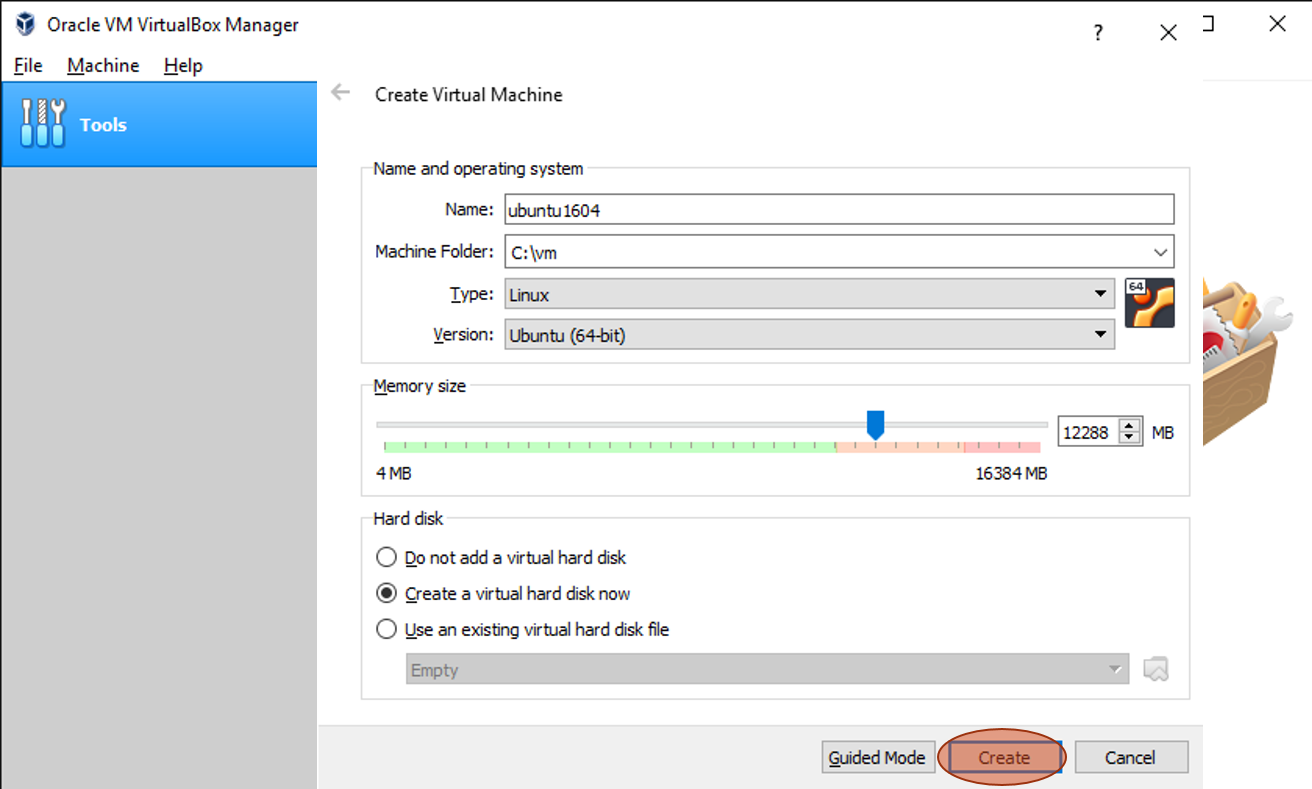 Oracle VM VirtualBox Manager
?
File Machine Help
Tools
Create Virtual Machine
Name and operating system
Name: ubuntu1604
Machine Folder: C:\vm
Type: Linux
64
Version: Ubuntu (64-bit)
Memory size
12288 MB
4 MB 16384 MB
Hard disk
Do not add a virtual hard disk
Create a virtual hard disk now
Use an existing virtual hard disk file
Empty
Guided Mode Create Cancel